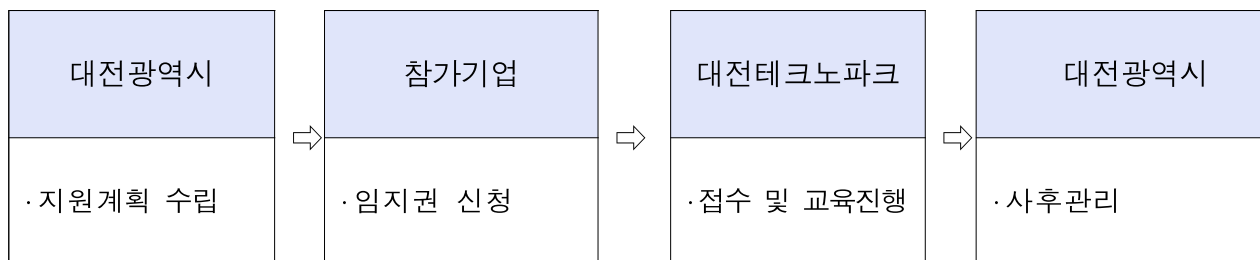 대전광역시
· 지원계획 수립
⇨
참가기업
· 임지권 신청
⇨
대전테크노파크
· 접수 및 교육진행
⇨
대전광역시
· 사후관리